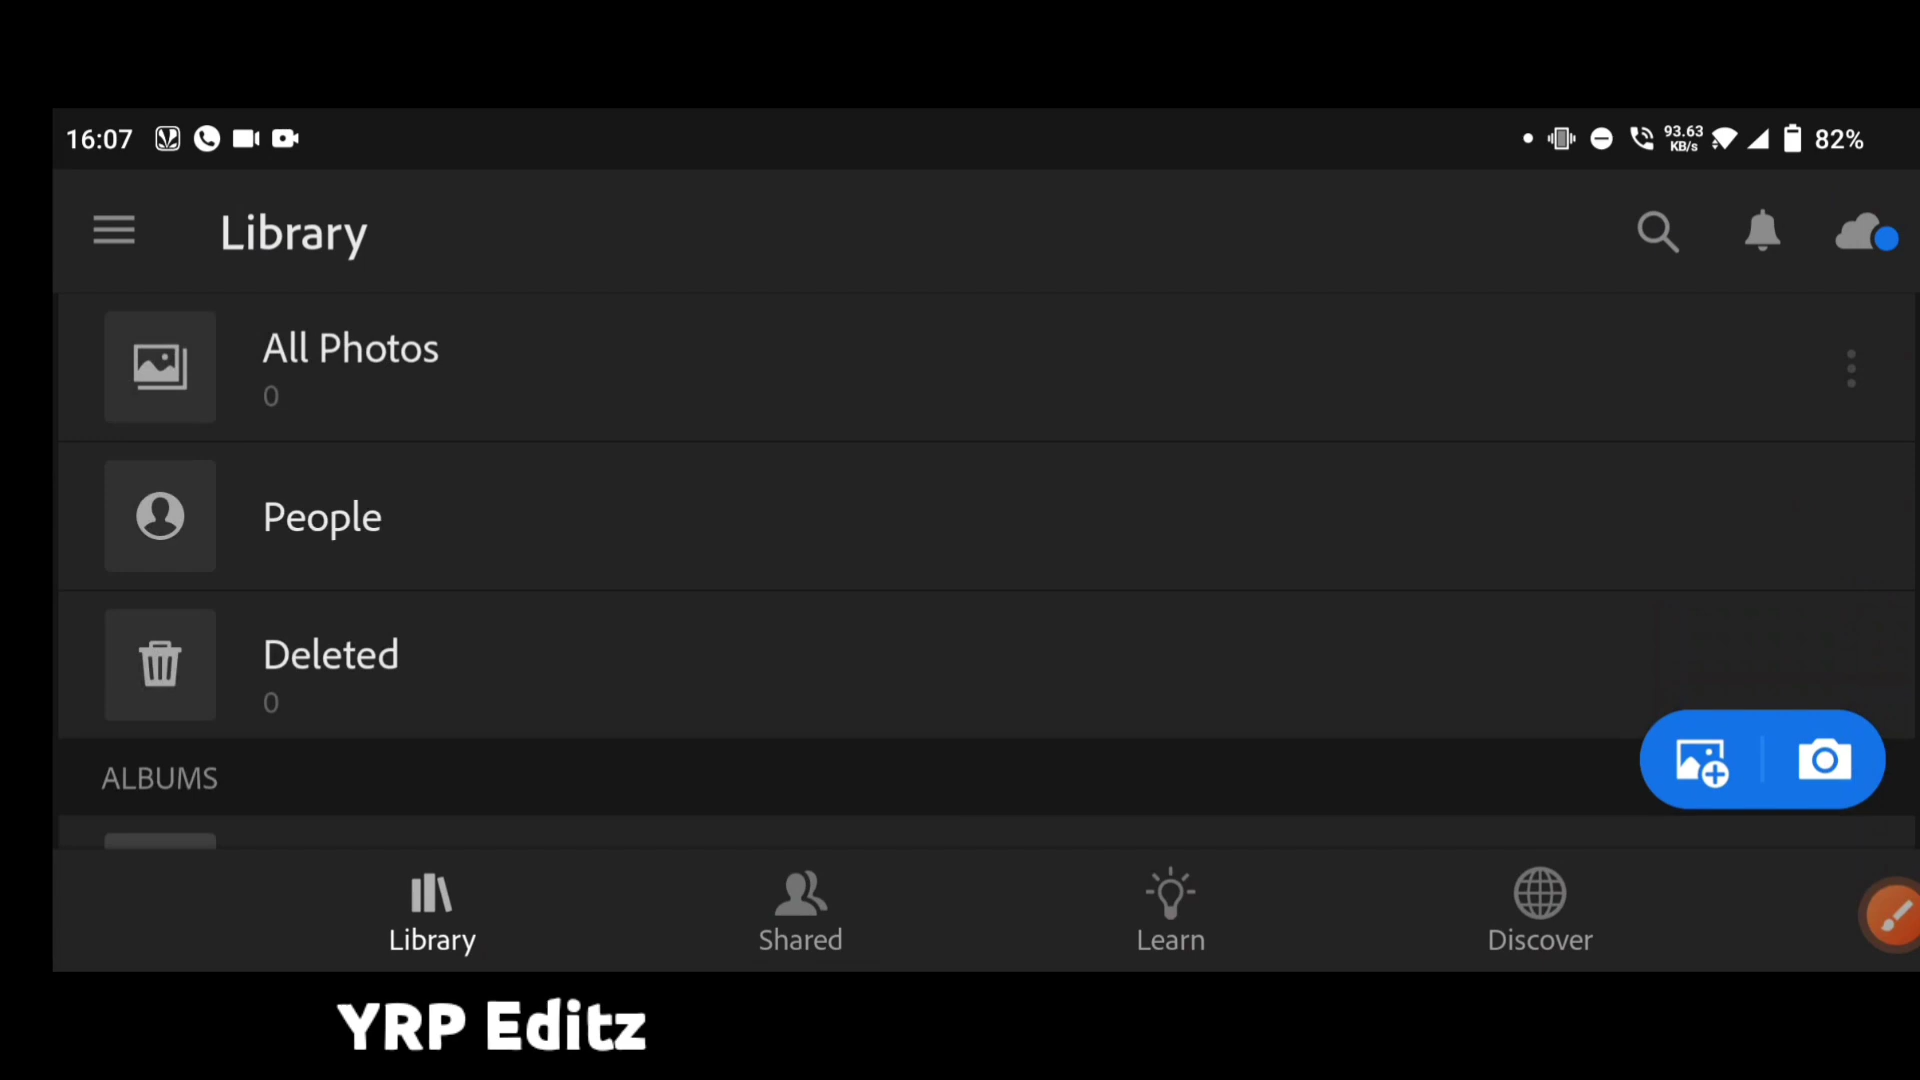 16:07 93.63 KB/s 82%
Library
All Photos
0
People
Deleted
0
ALBUMS
Library Shared Learn Discover
YRP Editz